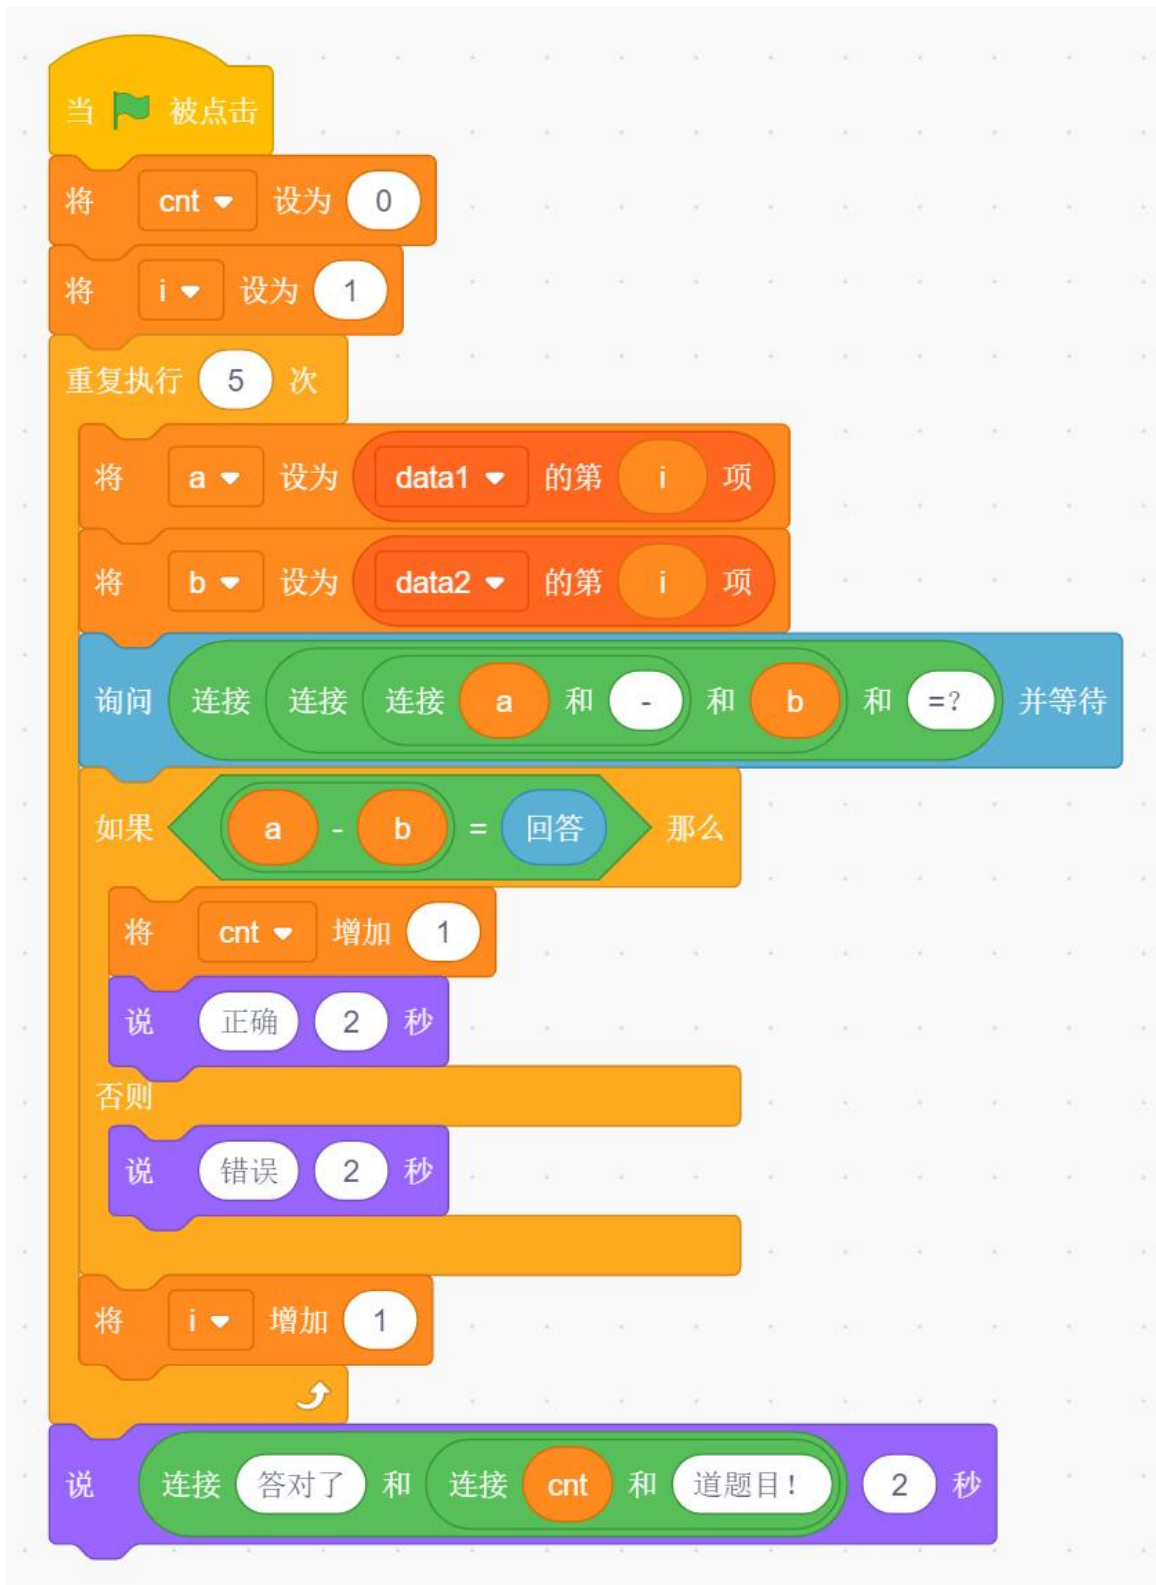 当 被点击
将 cnt 设为 0
将 i 设为 1
重复执行 5 次
将 a 设为 data1 的第 i 项
将 b 设为 data2 的第 i 项
询问 连接 连接 连接 a 和 - 和 b 和 =? 并等待
如果 a - b = 回答 那么
将 cnt 增加 1
说 正确 2 秒
否则
说 错误 2 秒
将 i 增加 1
说 连接 答对了 和 连接 cnt 和 道题目! 2 秒